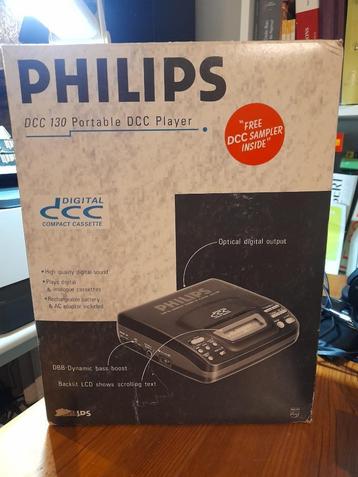 PHILIPS
DCC 130 Portable DCC Player
"FREE
DCC SAMPLER
INSIDE"
DIGITAL
dcc
COMPACT CASSETTE
Optical digital output
• High quality digital sound
• Plays digital
& analogue cassettes
• Rechargeable battery
& AC adaptor included
PHILIPS
dcc
DBB-Dynamic bass boost
Backlit LCD shows scrolling text